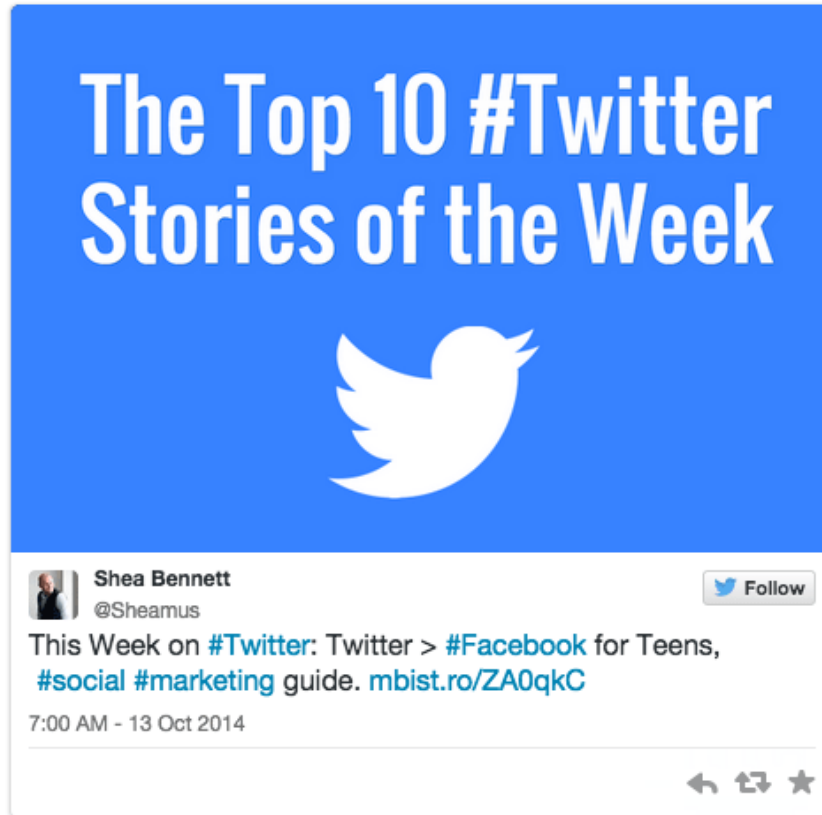 The Top 10 #Twitter
Stories of the Week
Shea Bennett
@Sheamus
Follow
This Week on #Twitter: Twitter > #Facebook for Teens,
#social #marketing guide. mbist.ro/ZA0qkC
7:00 AM - 13 Oct 2014